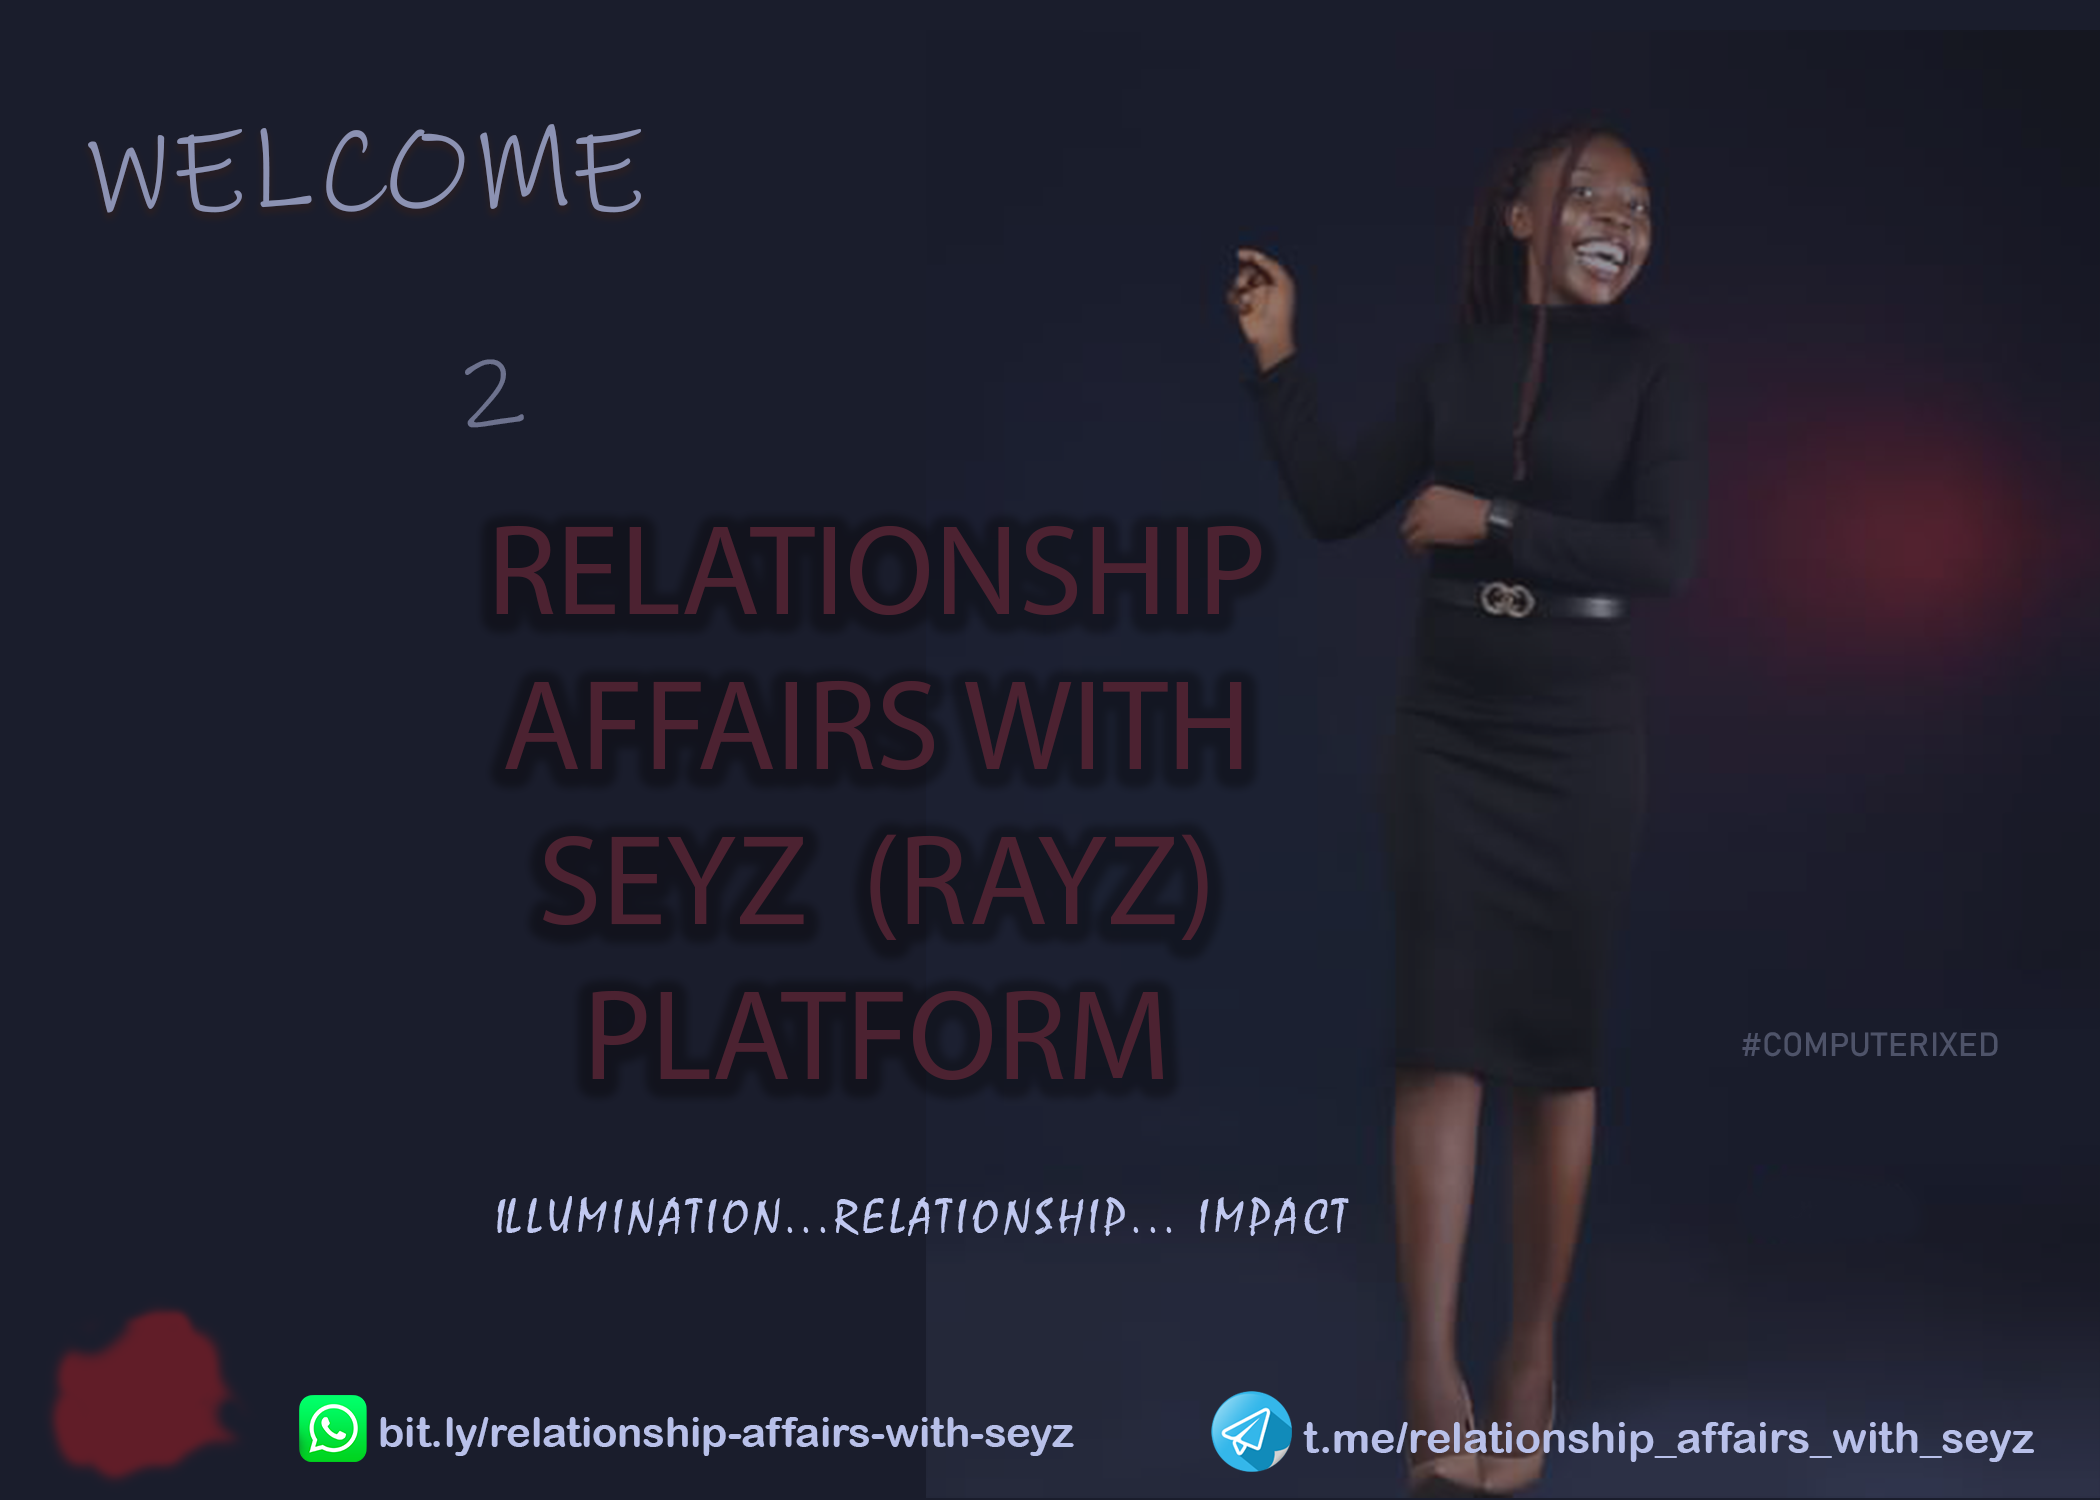 WELCOME
2
RELATIONSHIP
AFFAIRS WITH
SEYZ (RAYZ)
PLATFORM
#COMPUTERIXED
ILLUMINATION...RELATIONSHIP... IMPACT
bit.ly/relationship-affairs-with-seyz
t.me/relationship_affairs_with_seyz